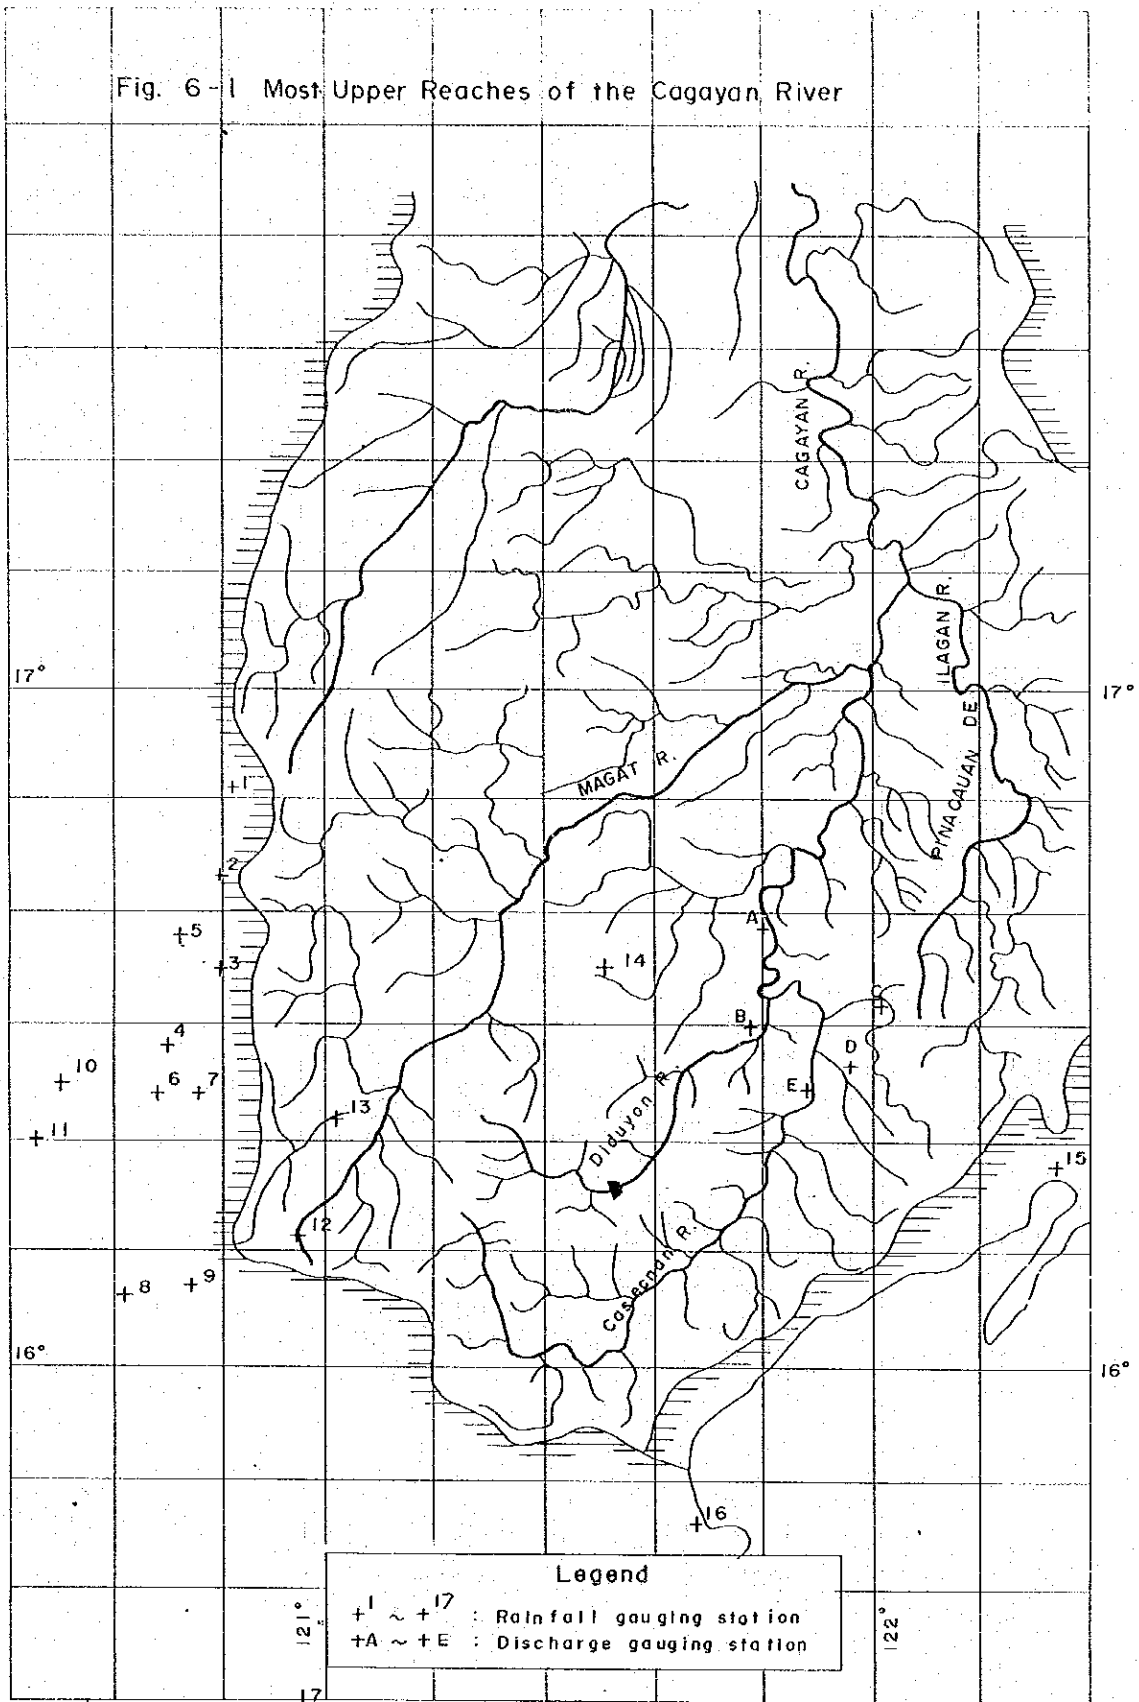 Fig. 6-1 Most Upper Reaches of the Cagayan River
CAGAYAN R.
ILAGAN R.
PINACAUAN DE
17°
17°
MAGAT R.
+1
+2
+5
+3
A+
+14
C+
B+
+4
D+
+10
+6
+7
E+
+13
Diduyon R.
+11
+15
+12
Casecnan R.
+8
+9
16°
16°
+16
Legend
+1 ~ +17 : Rainfall gauging station
+A ~ +E : Discharge gauging station
121°
122°
17